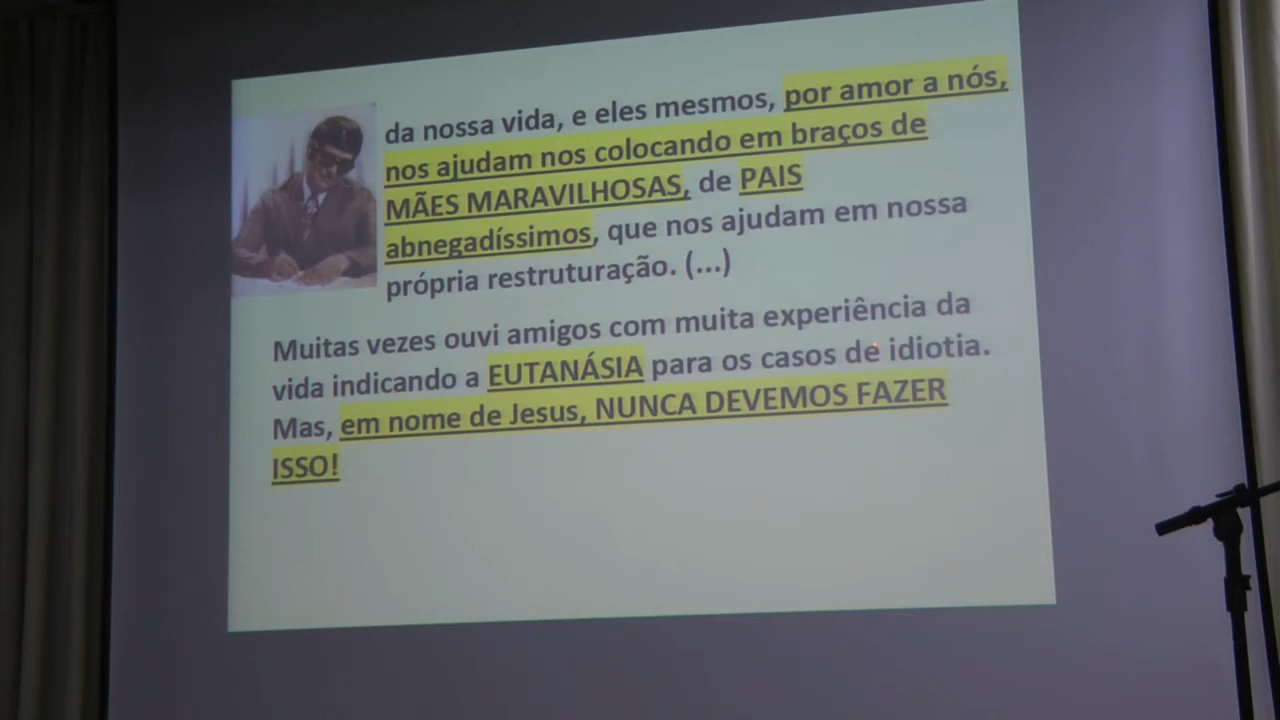 da nossa vida, e eles mesmos, por amor a nós,
nos ajudam nos colocando em braços de
MÃES MARAVILHOSAS, de PAIS
abnegadíssimos, que nos ajudam em nossa
própria restruturação. (...)
Muitas vezes ouvi amigos com muita experiência da
vida indicando a EUTANÁSIA para os casos de idiotia.
Mas, em nome de Jesus, NUNCA DEVEMOS FAZER
ISSO!